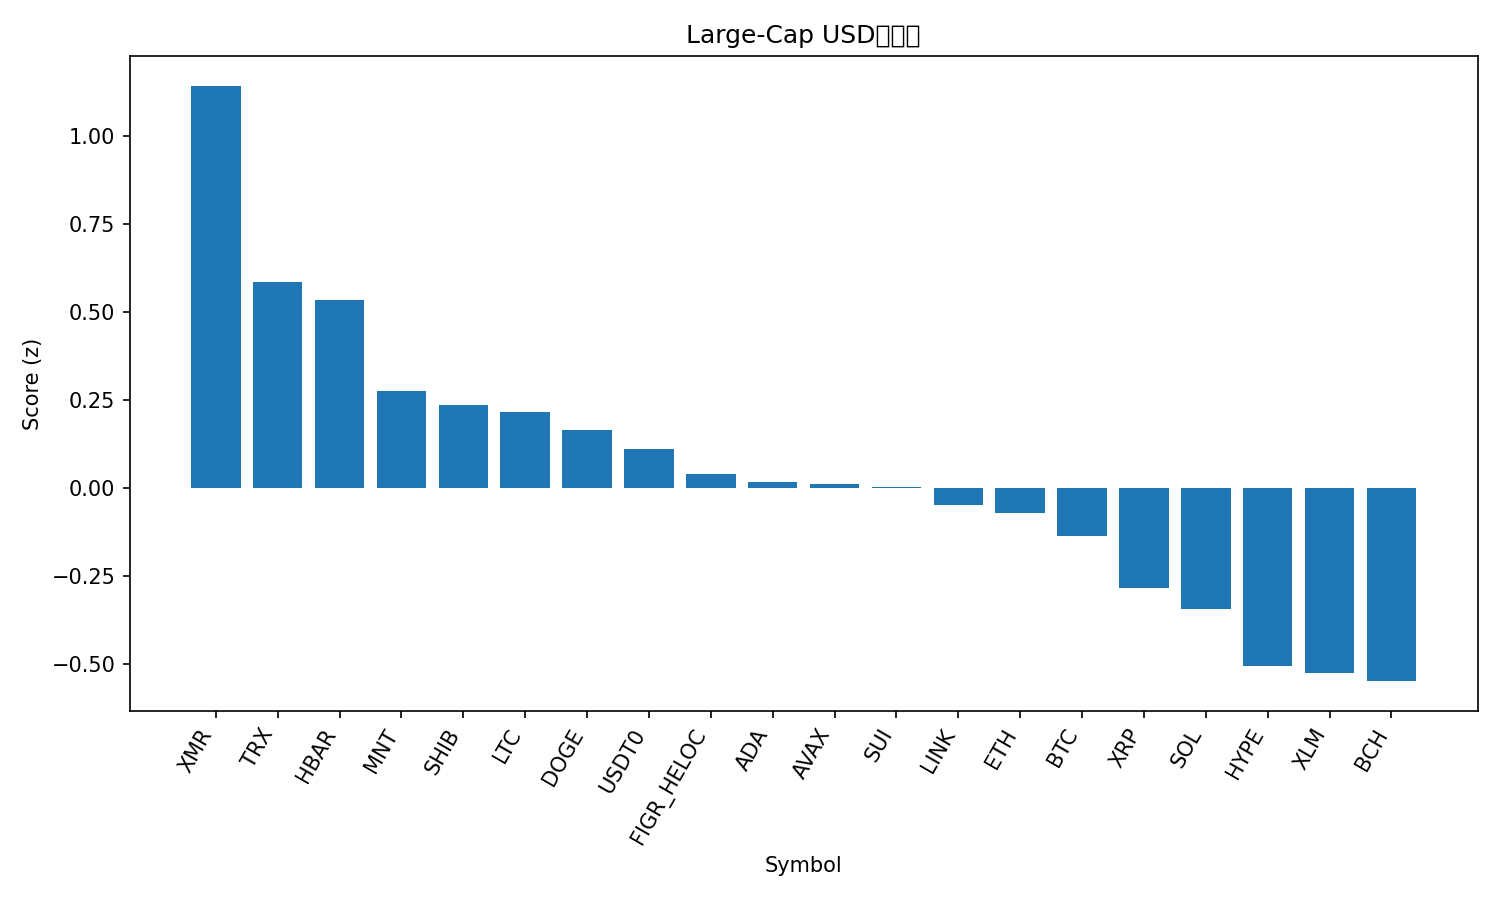 Large-Cap USD
Score (z)
1.00
0.75
0.50
0.25
0.00
−0.25
−0.50
XMR
TRX
HBAR
MNT
SHIB
LTC
DOGE
USDT0
FIGR_HELOC
ADA
AVAX
SUI
LINK
ETH
BTC
XRP
SOL
HYPE
XLM
BCH
Symbol